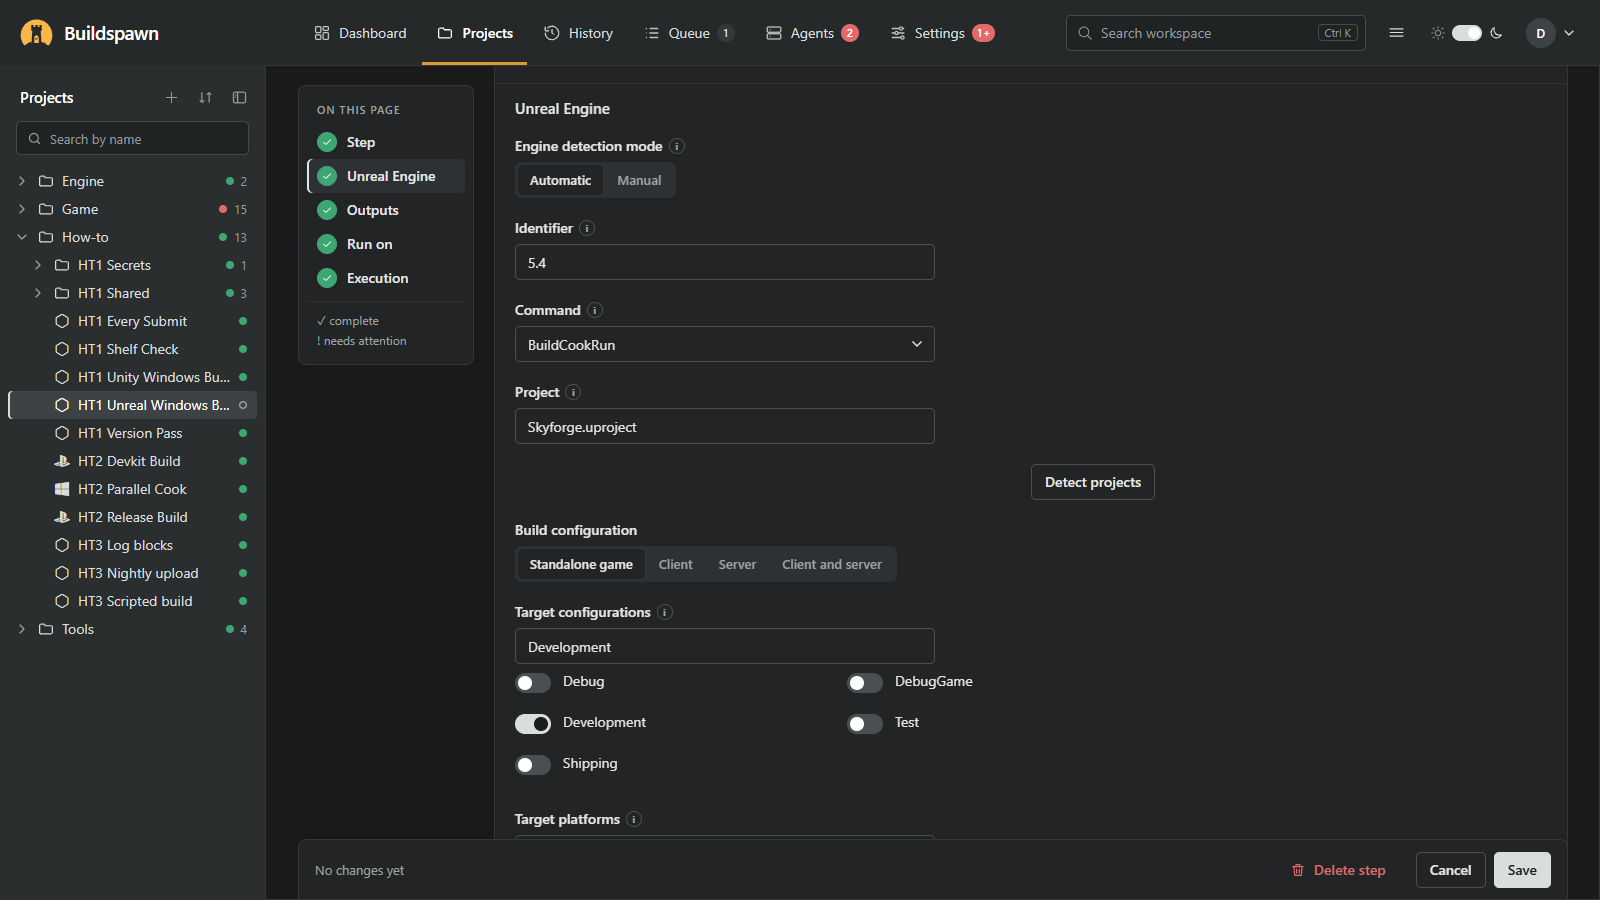 Buildspawn
Dashboard
Projects
History
Queue 1
Agents 2
Settings 1+
Search workspace Ctrl K
D
Projects
Search by name
Engine 2
Game 15
How-to 13
HT1 Secrets 1
HT1 Shared 3
HT1 Every Submit
HT1 Shelf Check
HT1 Unity Windows Bu...
HT1 Unreal Windows B...
HT1 Version Pass
HT2 Devkit Build
HT2 Parallel Cook
HT2 Release Build
HT3 Log blocks
HT3 Nightly upload
HT3 Scripted build
Tools 4
ON THIS PAGE
Step
Unreal Engine
Outputs
Run on
Execution
✓ complete
! needs attention
Unreal Engine
Engine detection mode
Automatic Manual
Identifier
5.4
Command
BuildCookRun
Project
Skyforge.uproject
Detect projects
Build configuration
Standalone game Client Server Client and server
Target configurations
Development
Debug DebugGame
Development Test
Shipping
Target platforms
No changes yet
Delete step Cancel Save